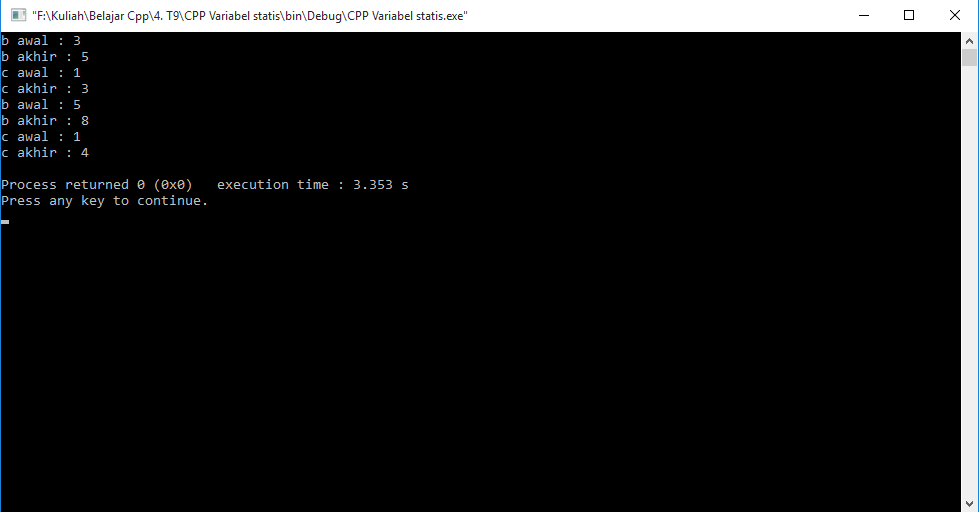 "F:\Kuliah\Belajar Cpp\4. T9\CPP Variabel statis\bin\Debug\CPP Variabel statis.exe"
b awal : 3
b akhir : 5
c awal : 1
c akhir : 3
b awal : 5
b akhir : 8
c awal : 1
c akhir : 4
Process returned 0 (0x0)   execution time : 3.353 s
Press any key to continue.